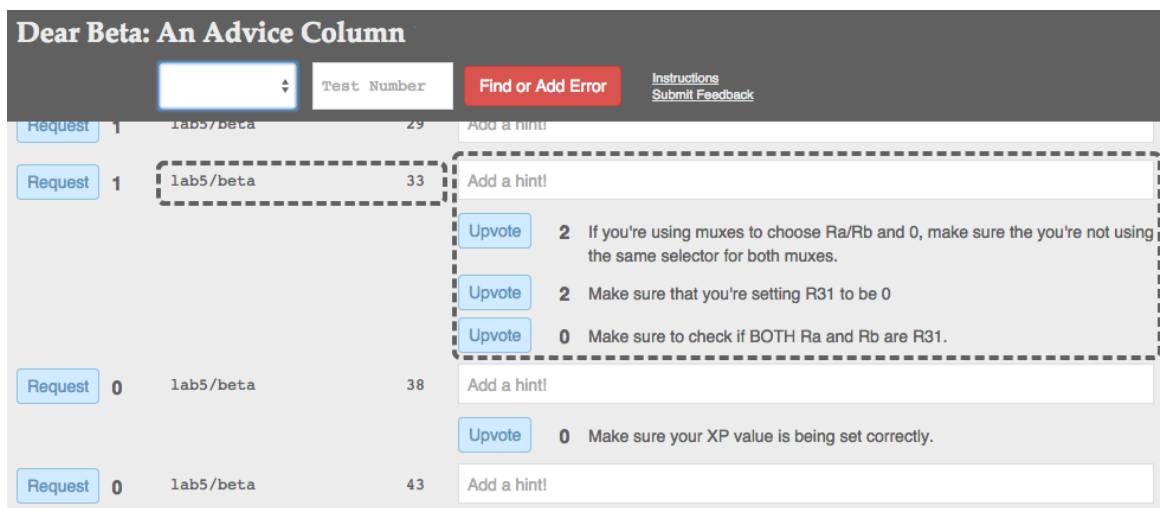 Dear Beta: An Advice Column
Test Number
Find or Add Error
Instructions
Submit Feedback
Request 1 lab5/beta 29 Add a hint!
Request 1 lab5/beta 33 Add a hint!
Upvote 2 If you're using muxes to choose Ra/Rb and 0, make sure the you're not using
the same selector for both muxes.
Upvote 2 Make sure that you're setting R31 to be 0
Upvote 0 Make sure to check if BOTH Ra and Rb are R31.
Request 0 lab5/beta 38 Add a hint!
Upvote 0 Make sure your XP value is being set correctly.
Request 0 lab5/beta 43 Add a hint!